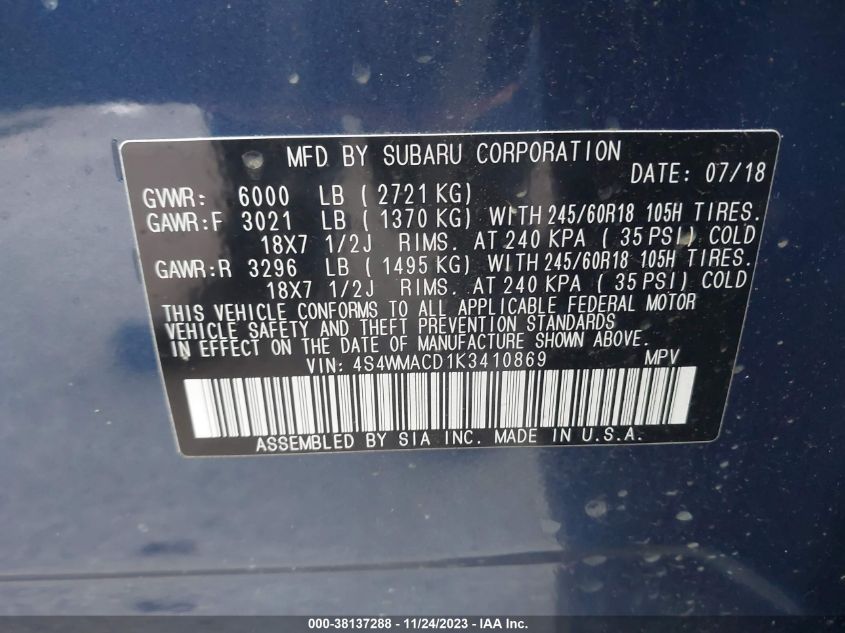 MFD BY SUBARU CORPORATION
DATE: 07/18
GVWR: 6000 LB ( 2721 KG)
GAWR:F 3021 LB ( 1370 KG) WITH 245/60R18 105H TIRES.
18X7 1/2J RIMS. AT 240 KPA ( 35 PSI) COLD
GAWR:R 3296 LB ( 1495 KG) WITH 245/60R18 105H TIRES.
18X7 1/2J RIMS. AT 240 KPA ( 35 PSI) COLD
THIS VEHICLE CONFORMS TO ALL APPLICABLE FEDERAL MOTOR
VEHICLE SAFETY AND THEFT PREVENTION STANDARDS
IN EFFECT ON THE DATE OF MANUFACTURE SHOWN ABOVE.
VIN: 4S4WMACD1K3410869 MPV
ASSEMBLED BY SIA INC. MADE IN U.S.A.
000-38137288 - 11/24/2023 - IAA Inc.